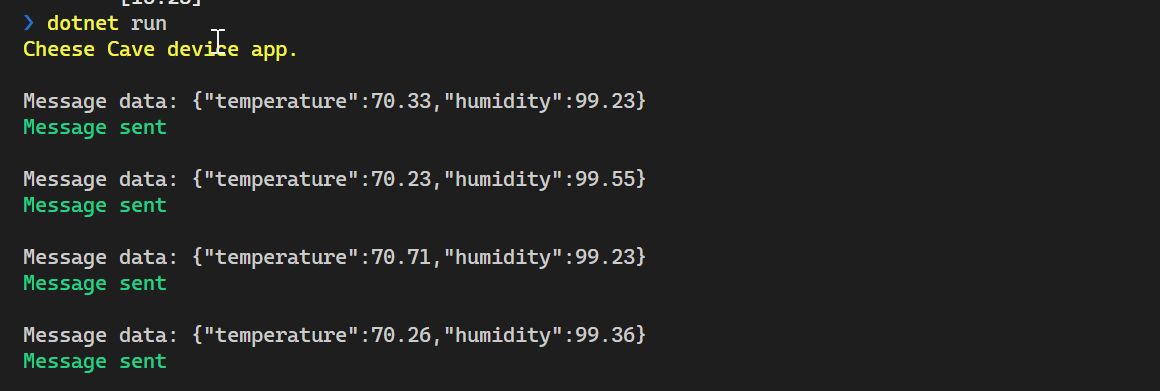 ❯ dotnet run
Cheese Cave device app.
Message data: {"temperature":70.33,"humidity":99.23}
Message sent
Message data: {"temperature":70.23,"humidity":99.55}
Message sent
Message data: {"temperature":70.71,"humidity":99.23}
Message sent
Message data: {"temperature":70.26,"humidity":99.36}
Message sent